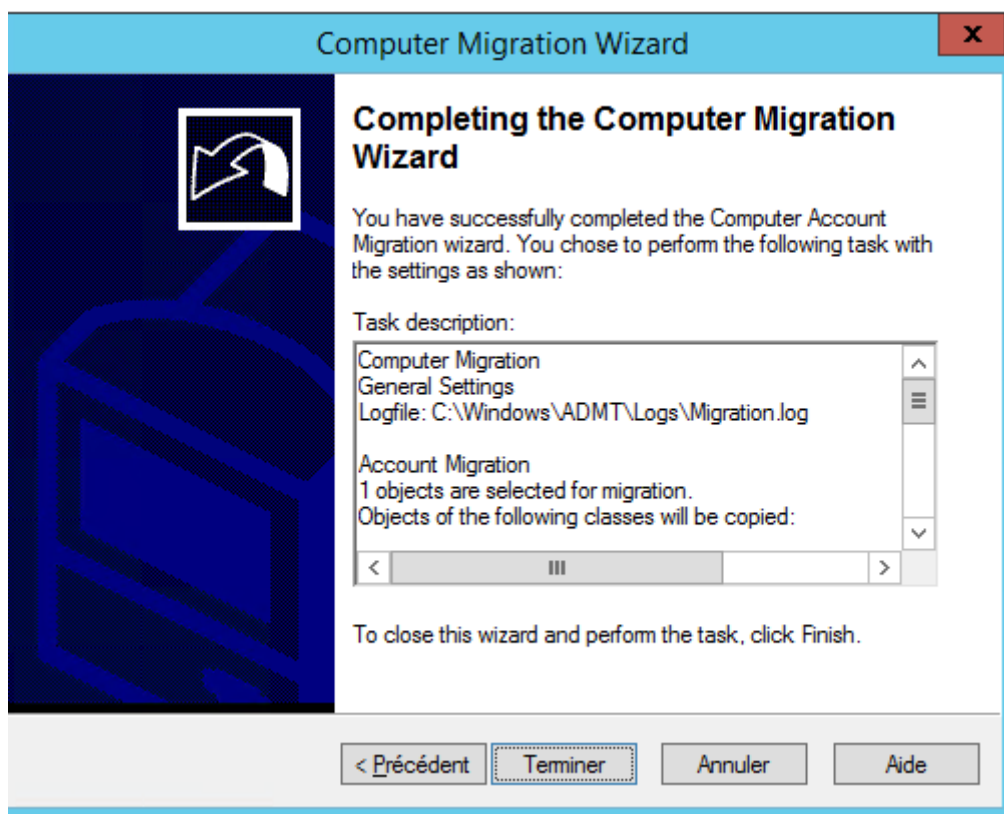 Computer Migration Wizard
x
Completing the Computer Migration
Wizard
You have successfully completed the Computer Account
Migration wizard. You chose to perform the following task with
the settings as shown:
Task description:
Computer Migration
General Settings
Logfile: C:\Windows\ADMT\Logs\Migration.log
Account Migration
1 objects are selected for migration.
Objects of the following classes will be copied:
To close this wizard and perform the task, click Finish.
< Précédent
Terminer
Annuler
Aide